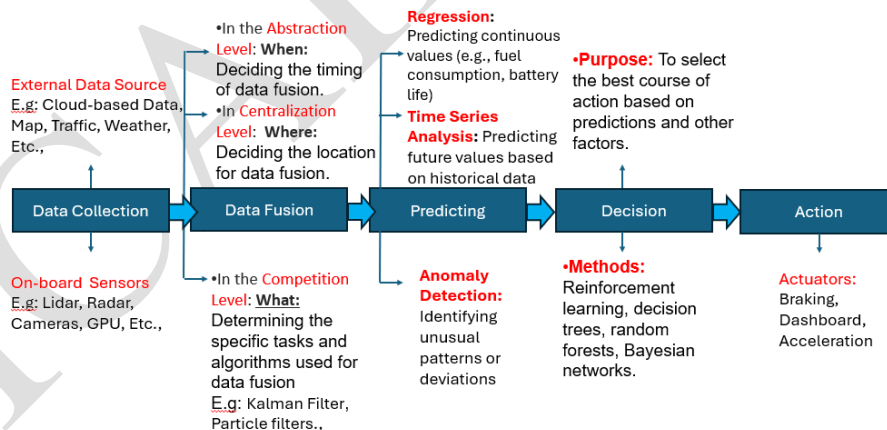 •In the Abstraction
Level: When:
Deciding the timing
of data fusion.
•In Centralization
Level: Where:
Deciding the location
for data fusion.
Regression:
Predicting continuous
values (e.g., fuel
consumption, battery
life)
Time Series
Analysis: Predicting
future values based
on historical data
•Purpose: To select
the best course of
action based on
predictions and other
factors.
External Data Source
E.g: Cloud-based Data,
Map, Traffic, Weather,
Etc.,
Data Collection
Data Fusion
Predicting
Decision
Action
On-board Sensors
E.g: Lidar, Radar,
Cameras, GPU, Etc.,
•In the Competition
Level: What:
Determining the
specific tasks and
algorithms used for
data fusion
E.g: Kalman Filter,
Particle filters.,
Anomaly
Detection:
Identifying
unusual
patterns or
deviations
•Methods:
Reinforcement
learning, decision
trees, random
forests, Bayesian
networks.
Actuators:
Braking,
Dashboard,
Acceleration